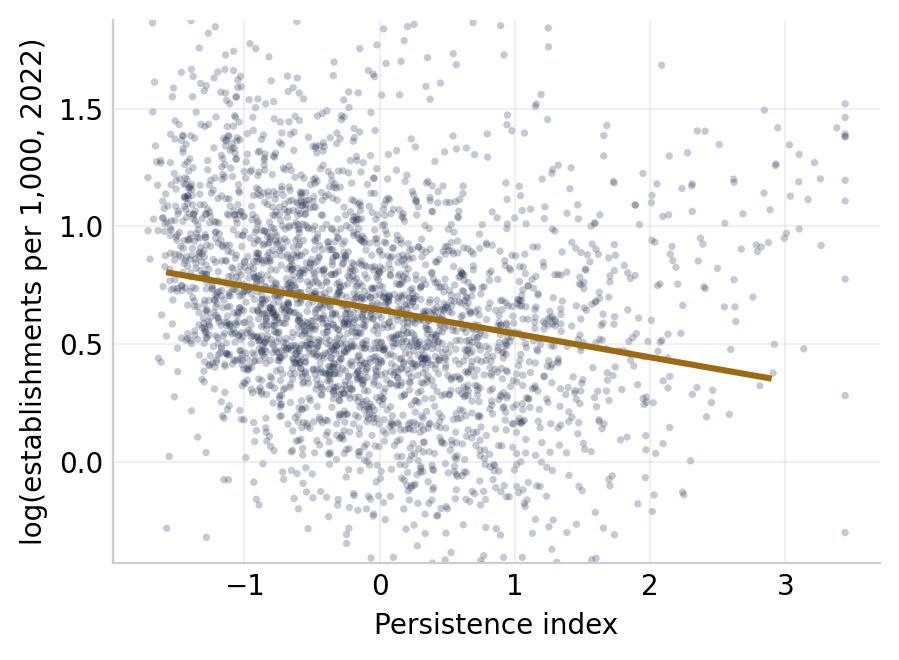 log(establishments per 1,000, 2022)
1.5
1.0
0.5
0.0
−1 0 1 2 3
Persistence index